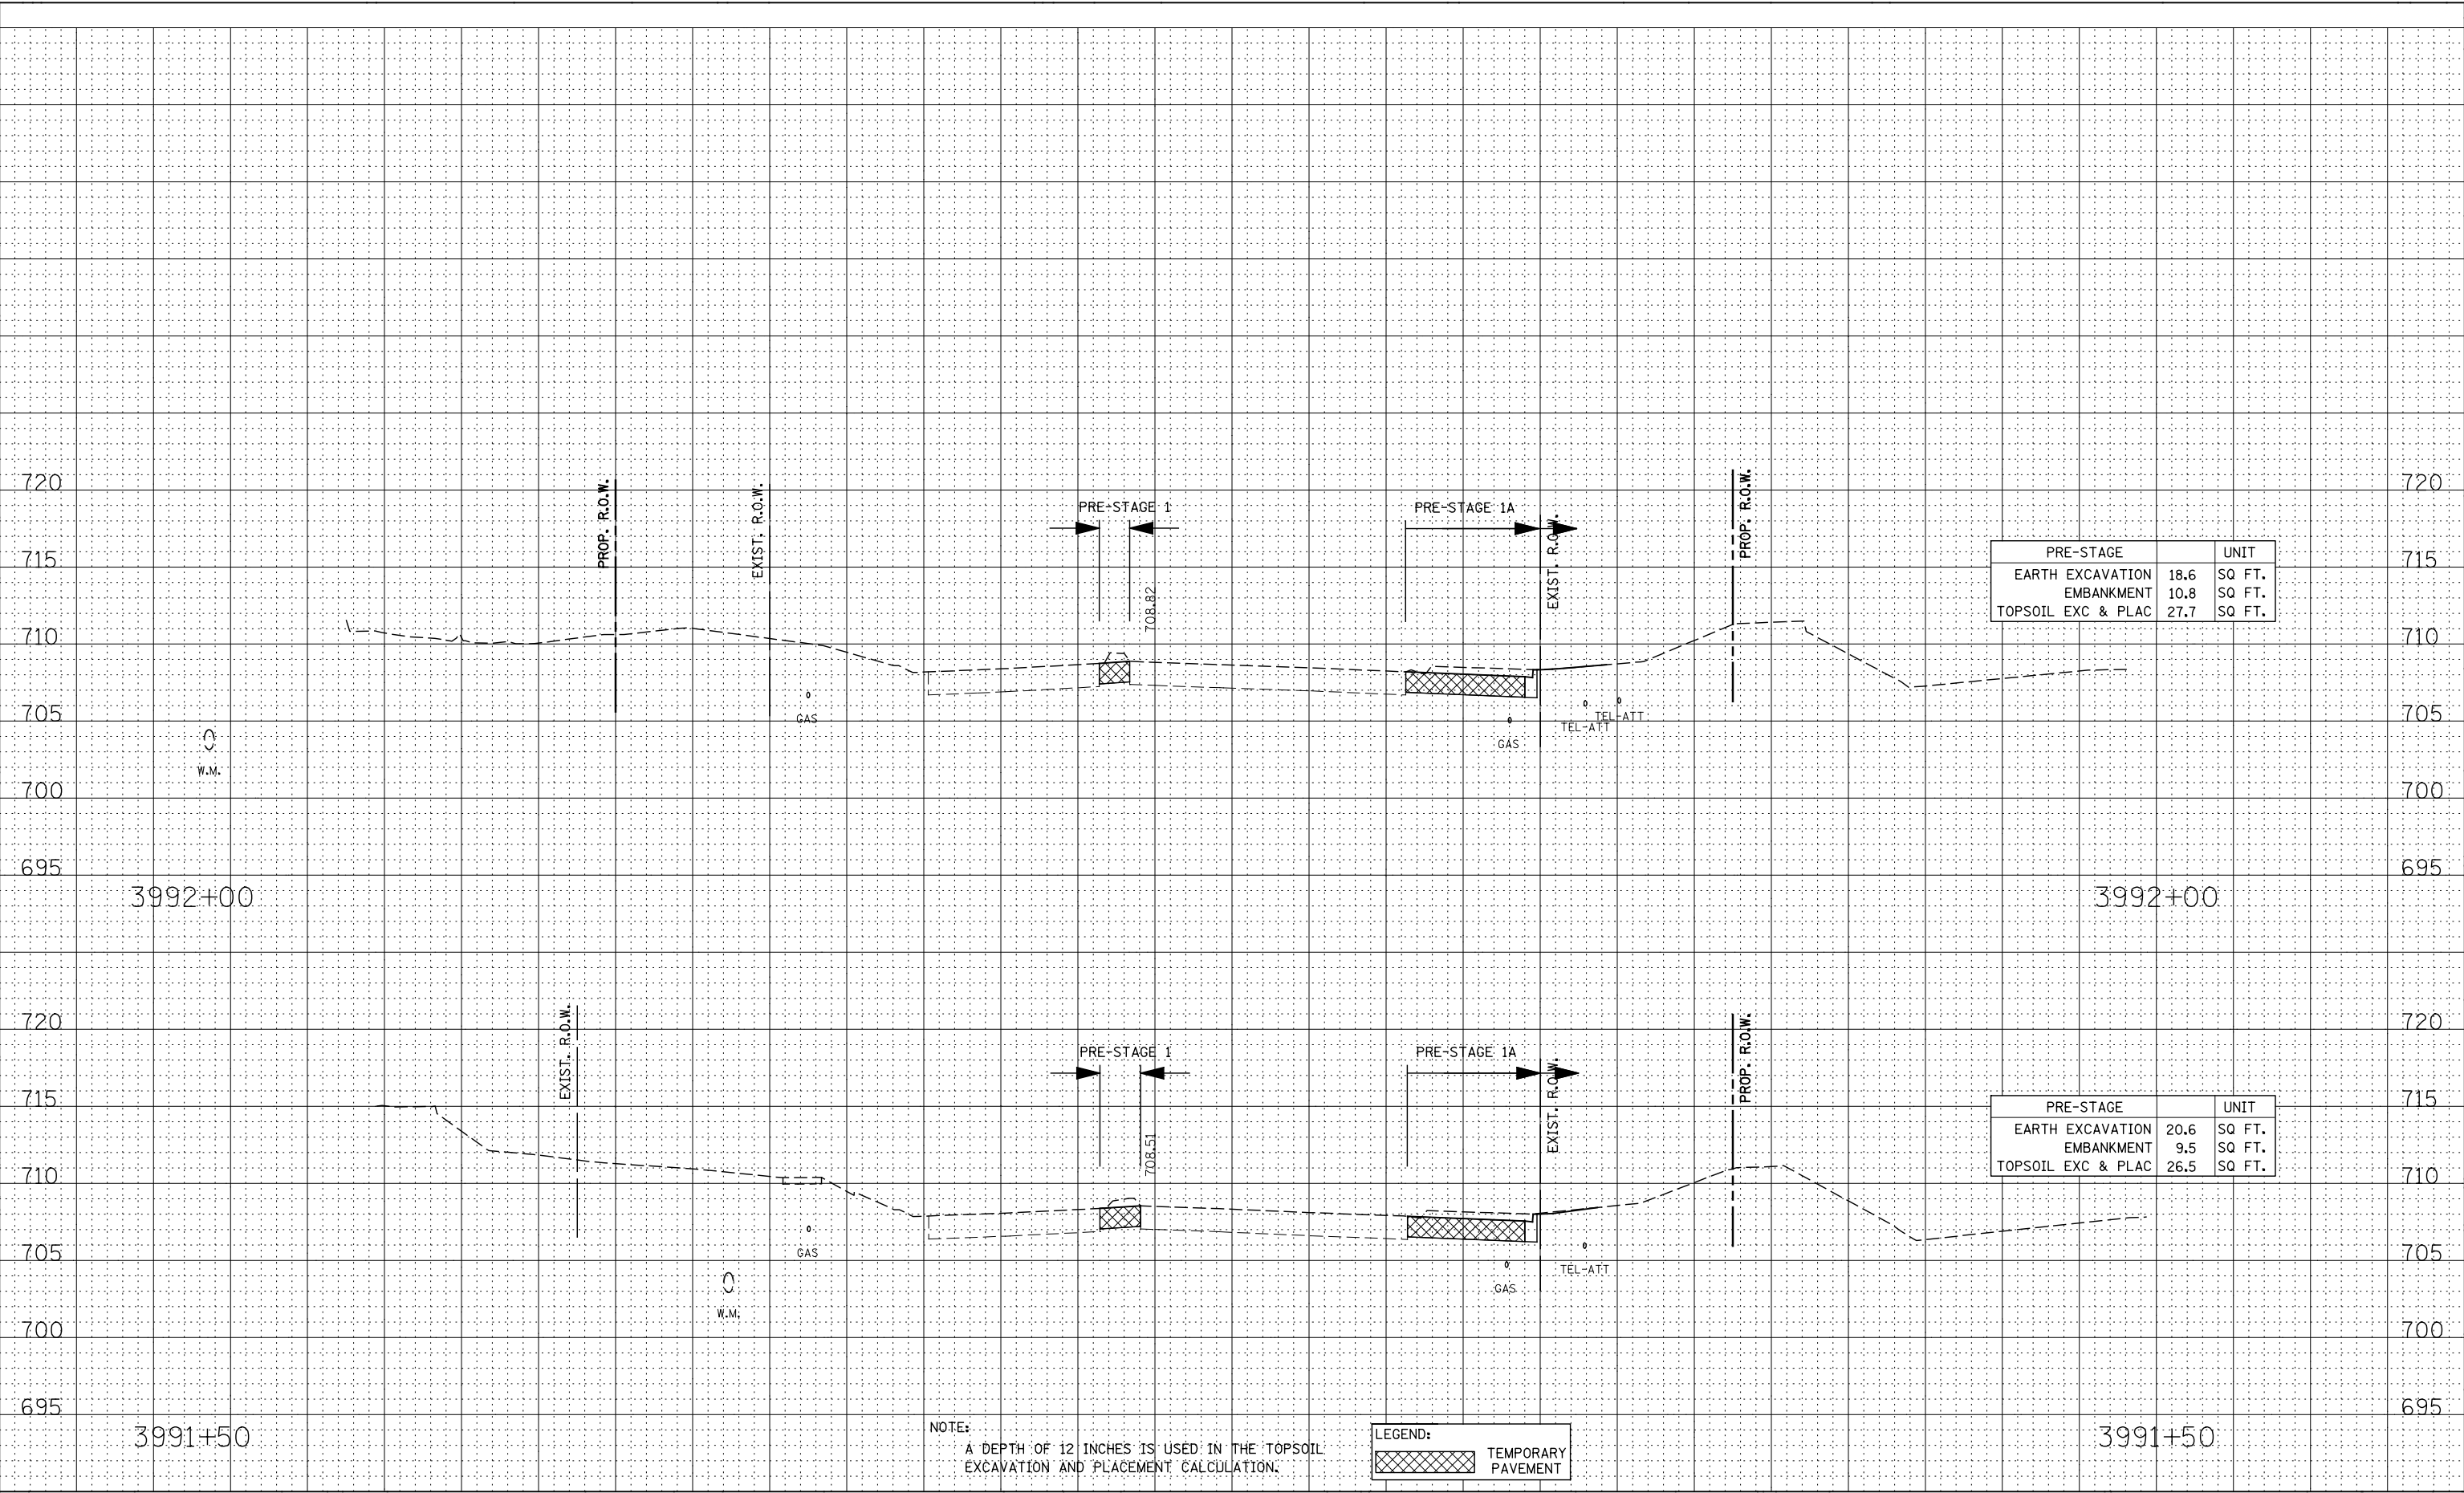 720
PROP. R.O.W.
EXIST. R.O.W.
PRE-STAGE 1
PRE-STAGE 1A
EXIST. R.O.W.
PROP. R.O.W.
720
715
708.82
715
PRE-STAGE UNIT
EARTH EXCAVATION 18.6 SQ FT.
EMBANKMENT 10.8 SQ FT.
TOPSOIL EXC & PLAC 27.7 SQ FT.
710
710
705
GAS
TEL-ATT
TEL-ATT
GAS
705
W.M.
700
700
695
695
3992+00
3992+00
720
EXIST. R.O.W.
PRE-STAGE 1
PRE-STAGE 1A
EXIST. R.O.W.
PROP. R.O.W.
720
715
708.51
715
PRE-STAGE UNIT
EARTH EXCAVATION 20.6 SQ FT.
EMBANKMENT 9.5 SQ FT.
TOPSOIL EXC & PLAC 26.5 SQ FT.
710
710
705
GAS
TEL-ATT
GAS
705
W.M.
700
700
695
695
3991+50
3991+50
NOTE:
A DEPTH OF 12 INCHES IS USED IN THE TOPSOIL
EXCAVATION AND PLACEMENT CALCULATION.
LEGEND:
TEMPORARY
PAVEMENT